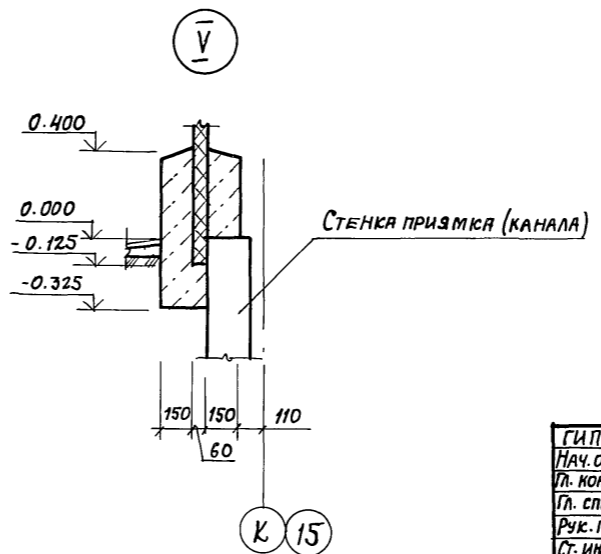 V
0.400
0.000
-0.125
-0.325
Стенка приямка (канала)
150
150
110
60
К
15
ГИП
Нач. о
Гл. кон
Гл. сп
Рук. г
Ст. ин